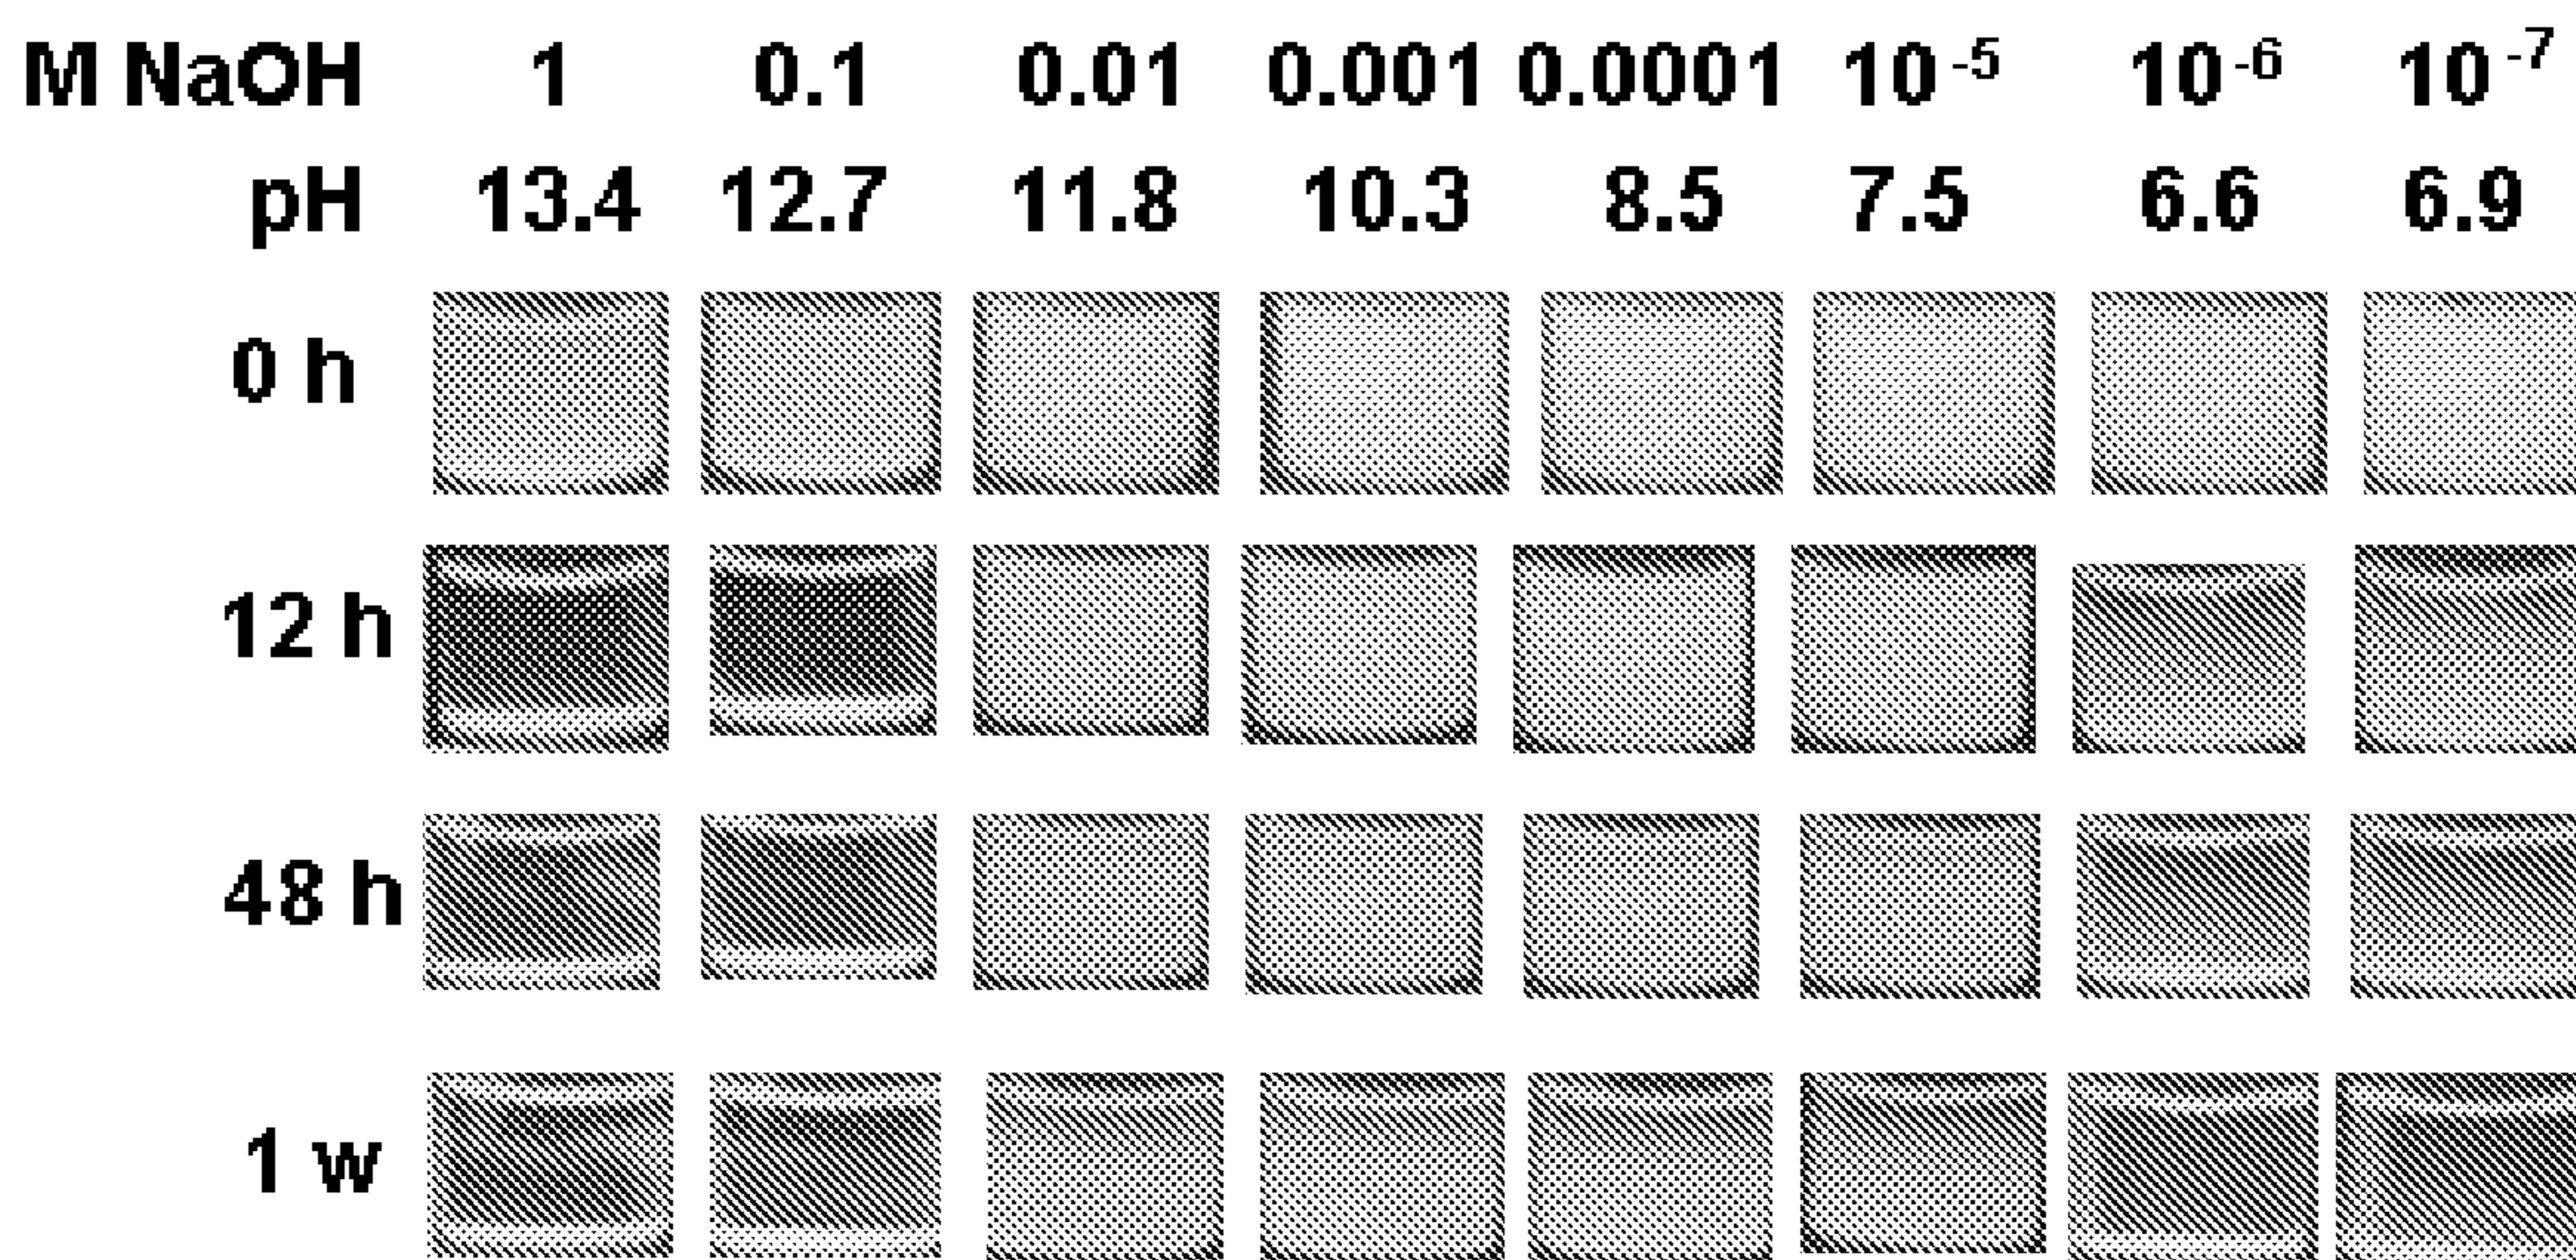 M NaOH 1 0.1 0.01 0.001 0.0001 10⁻⁵ 10⁻⁶ 10⁻⁷
pH 13.4 12.7 11.8 10.3 8.5 7.5 6.6 6.9
0 h
12 h
48 h
1 w